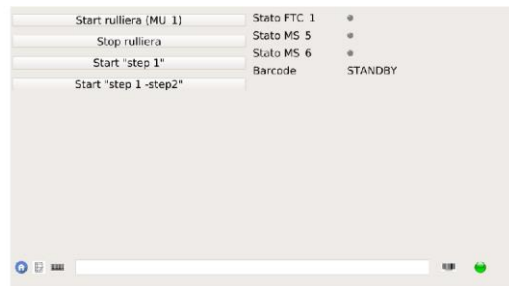 Start rulliera (MU 1)
Stop rulliera
Start "step 1"
Start "step 1 -step2"
Stato FTC 1
Stato MS 5
Stato MS 6
Barcode STANDBY